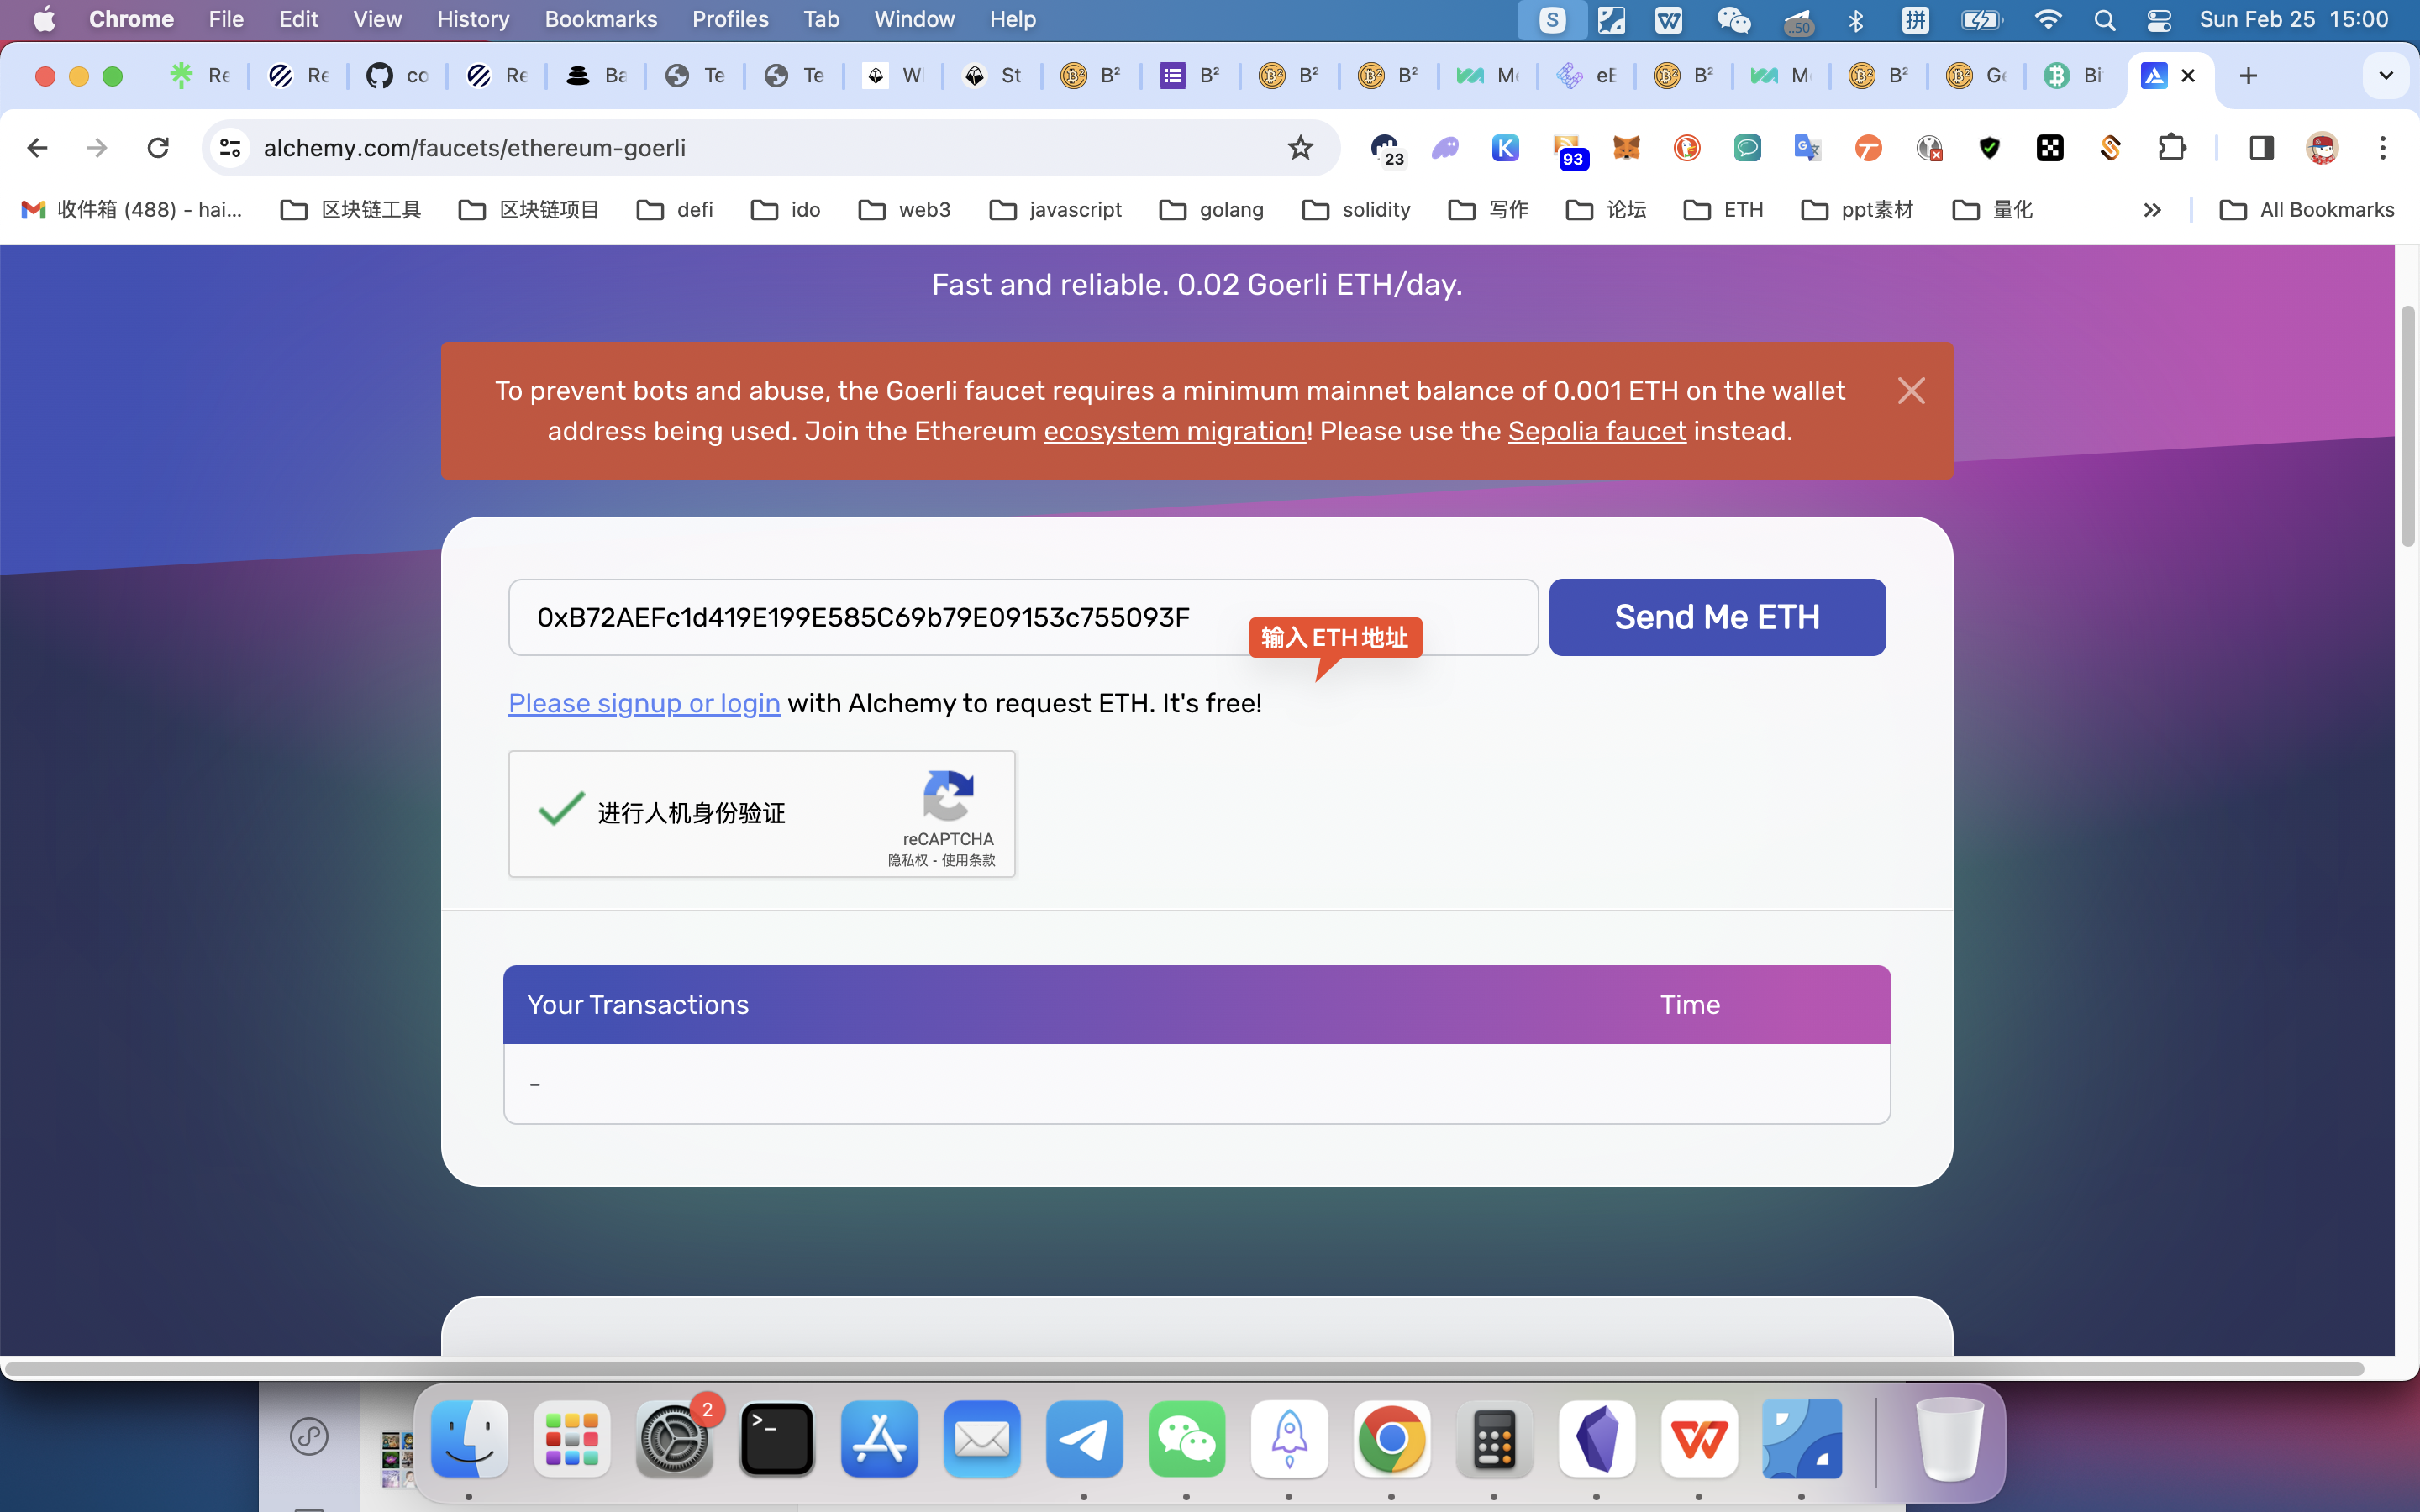 Chrome File Edit View History Bookmarks Profiles Tab Window Help
..50 拼 Sun Feb 25 15:00
Re Re co Re Ba Te Te W St B² B² B² B² M eE B² M B² Ge Bi
alchemy.com/faucets/ethereum-goerli
23 93
收件箱 (488) - hai... 区块链工具 区块链项目 defi ido web3 javascript golang solidity 写作 论坛 ETH ppt素材 量化 All Bookmarks
Fast and reliable. 0.02 Goerli ETH/day.
To prevent bots and abuse, the Goerli faucet requires a minimum mainnet balance of 0.001 ETH on the wallet
address being used. Join the Ethereum ecosystem migration! Please use the Sepolia faucet instead.
0xB72AEFc1d419E199E585C69b79E09153c755093F
Send Me ETH
输入ETH地址
Please signup or login with Alchemy to request ETH. It's free!
进行人机身份验证
reCAPTCHA
隐私权 - 使用条款
Your Transactions Time
-
2